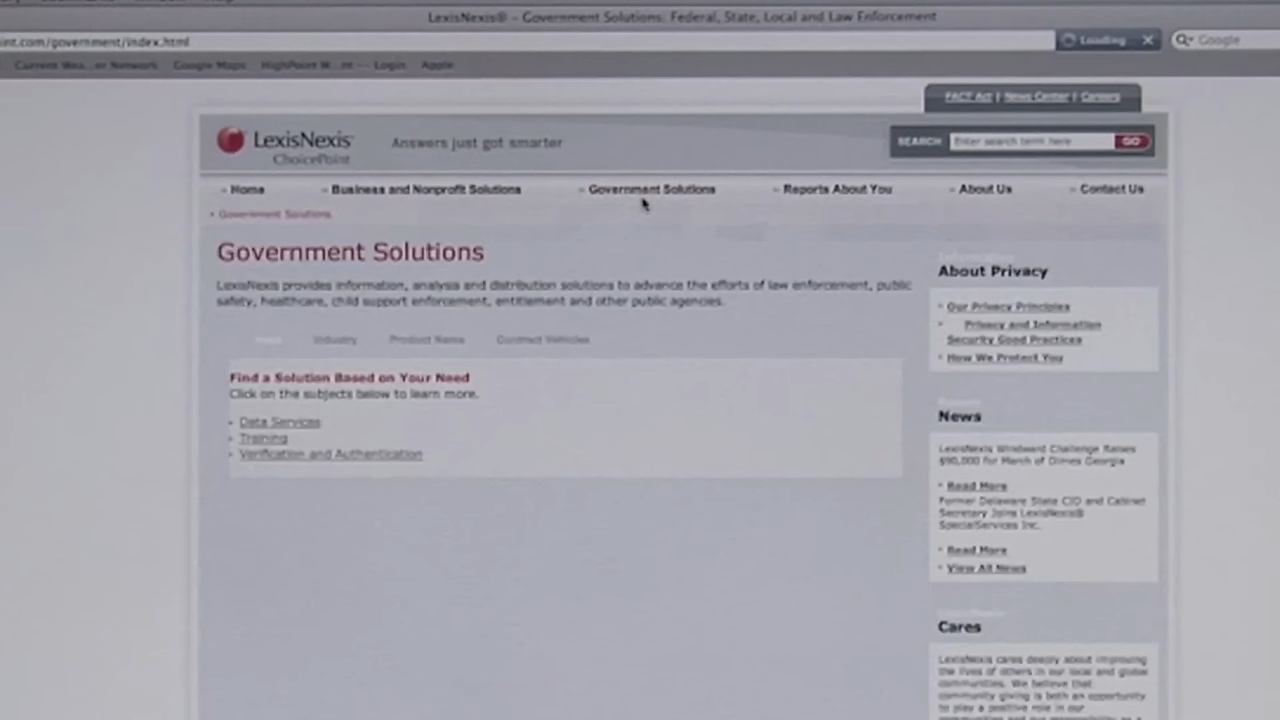 LexisNexis® – Government Solutions: Federal, State, Local and Law Enforcement
int.com/government/index.html
Loading
Google
Current Wea...er Network Google Maps HighPoint W...nt --- Login Apple
FACT Act | News Center | Careers
LexisNexis
ChoicePoint
Answers just got smarter
SEARCH Enter search term here GO
Home Business and Nonprofit Solutions Government Solutions Reports About You About Us Contact Us
Government Solutions
Government Solutions
LexisNexis provides information, analysis and distribution solutions to advance the efforts of law enforcement, public
safety, healthcare, child support enforcement, entitlement and other public agencies.
Industry Product Name Contract Vehicles
Find a Solution Based on Your Need
Click on the subjects below to learn more.
Data Services
Training
Verification and Authentication
About Privacy
Our Privacy Principles
Privacy and Information
Security Good Practices
How We Protect You
News
LexisNexis Windward Challenge Raises
$90,000 for March of Dimes Georgia
Read More
Former Delaware State CIO and Cabinet
Secretary Joins LexisNexis®
SpecialServices Inc.
Read More
View All News
Cares
LexisNexis cares deeply about improving
the lives of others in our local and global
communities. We believe that
community giving is both an opportunity
to play a positive role in our